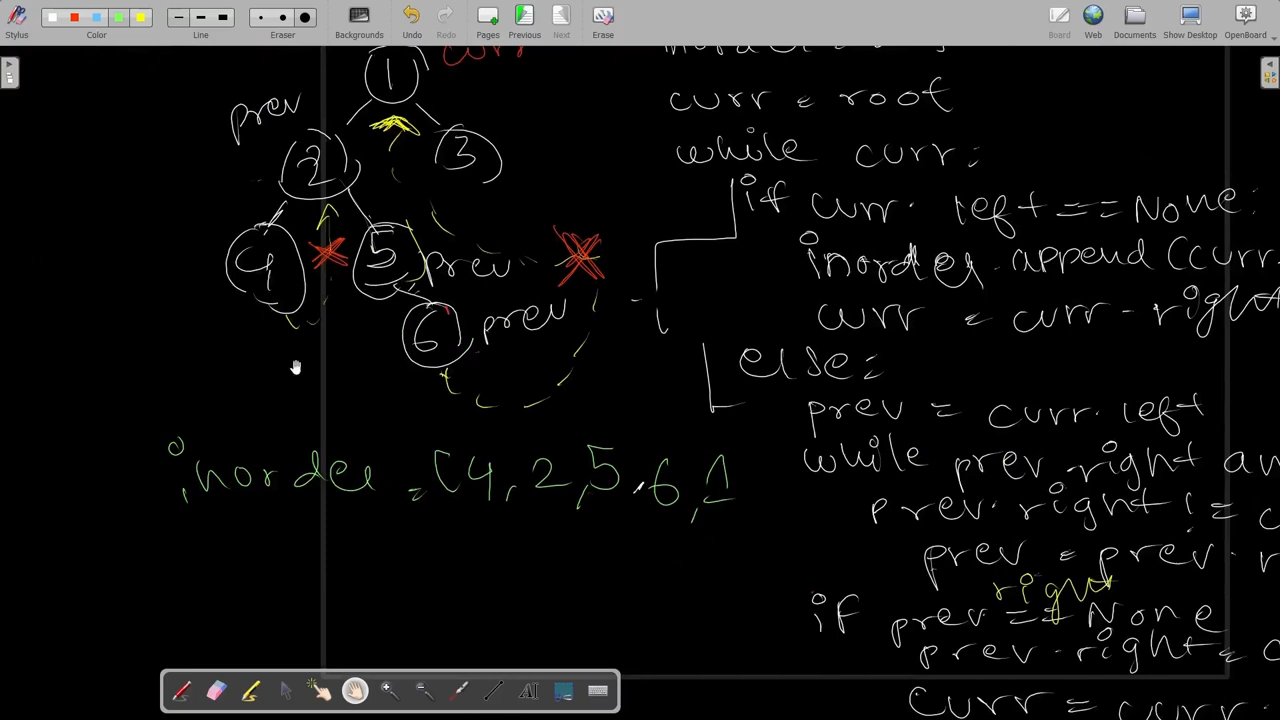 Stylus Color Line Eraser Backgrounds Undo Redo Pages Previous Next Erase Board Web Documents Show Desktop OpenBoard
1 curr
prev
2 3
4 5 prev
6 prev
inorder = [4, 2, 5, 6, 1
curr = root
while curr:
if curr. left == None:
inorder. append (curr.
curr = curr. right
else:
prev = curr. left
while prev. right an
prev. right != c
prev = prev. r
right
if prev == None
prev. right = c
curr = curr.